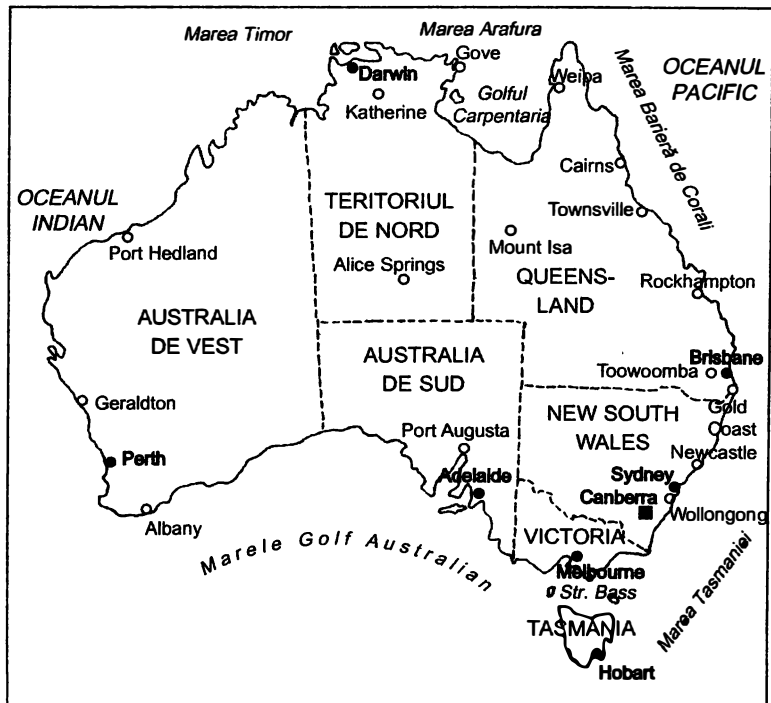 Marea Timor
Marea Arafura
Gove
Darwin
Weipa
OCEANUL
PACIFIC
Katherine
Golful
Carpentaria
Marea Barieră de Corali
Cairns
OCEANUL
INDIAN
TERITORIUL
DE NORD
Townsville
Port Hedland
Mount Isa
Alice Springs
QUEENS-
LAND
Rockhampton
AUSTRALIA
DE VEST
AUSTRALIA
DE SUD
Brisbane
Toowoomba
Geraldton
NEW SOUTH
WALES
Gold
Coast
Port Augusta
Newcastle
Perth
Adelaide
Sydney
Canberra
Wollongong
Albany
VICTORIA
Marele Golf Australian
Melbourne
Str. Bass
Marea Tasmaniei
TASMANIA
Hobart